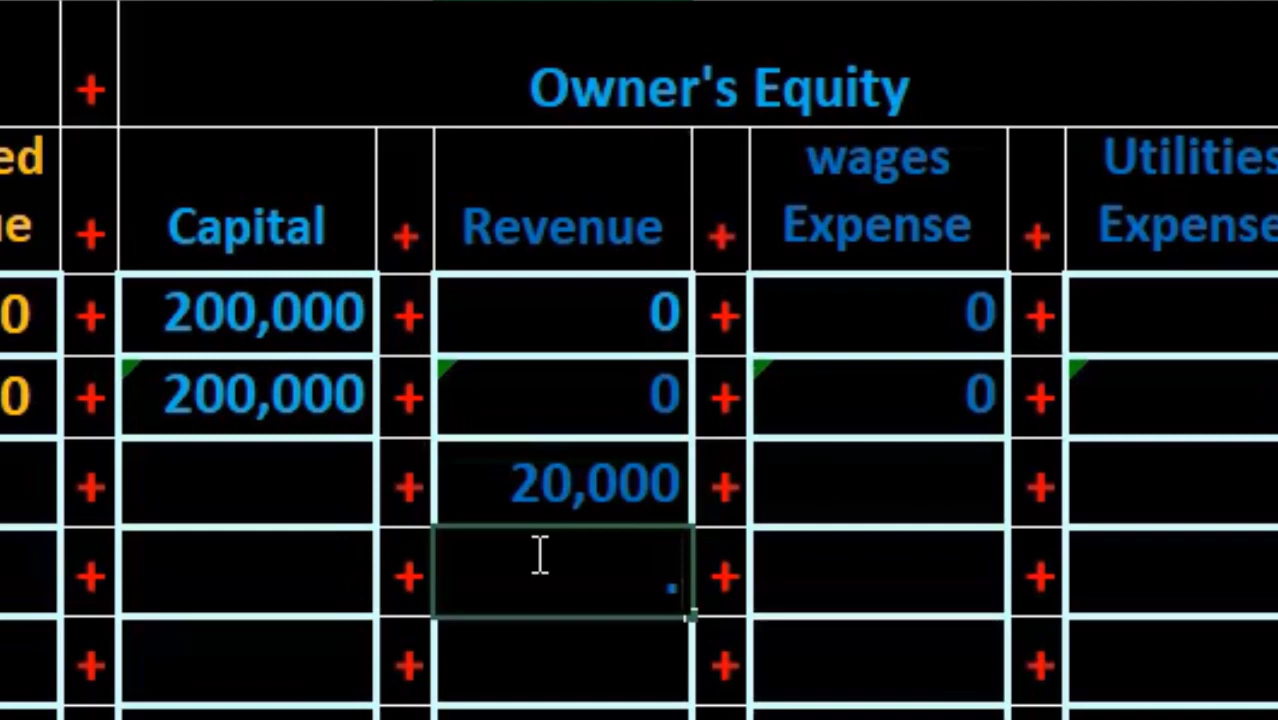 + Owner's Equity
ed wages Utilities
ue + Capital + Revenue + Expense + Expense
0 + 200,000 + 0 + 0 +
0 + 200,000 + 0 + 0 +
+ + 20,000 + +
+ + . + +
+ + + +